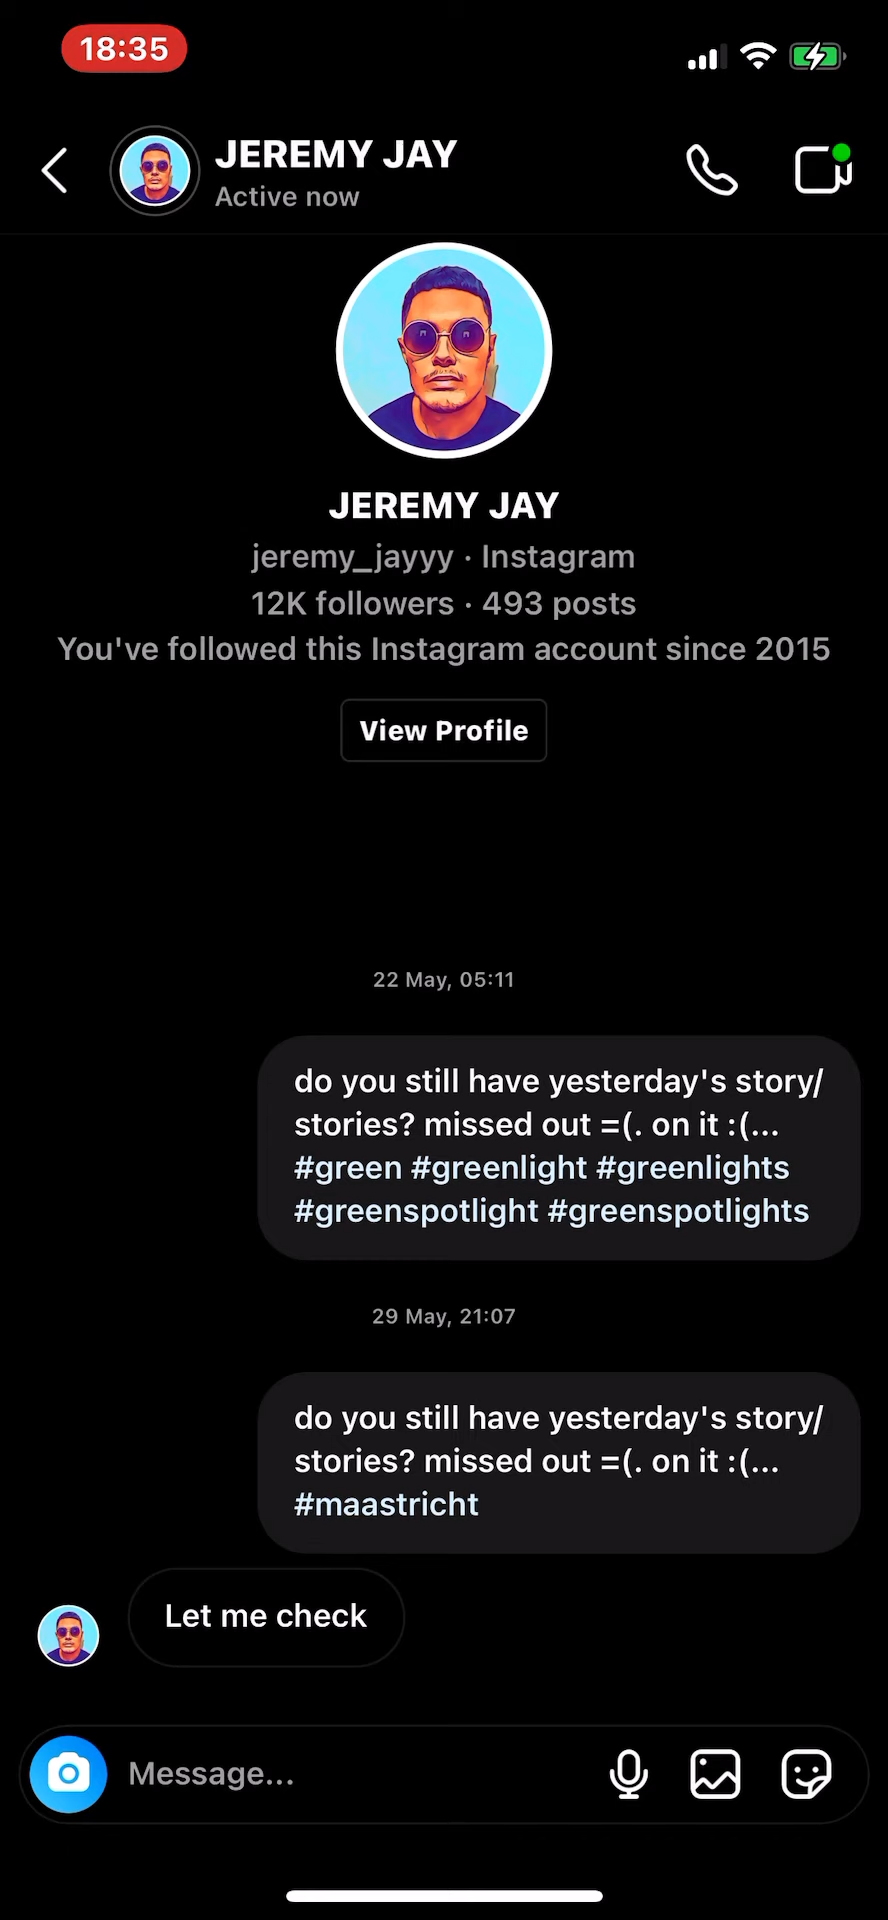 18:35
JEREMY JAY
Active now
JEREMY JAY
jeremy_jayyy · Instagram
12K followers · 493 posts
You've followed this Instagram account since 2015
View Profile
22 May, 05:11
do you still have yesterday's story/
stories? missed out =(. on it :(...
#green #greenlight #greenlights
#greenspotlight #greenspotlights
29 May, 21:07
do you still have yesterday's story/
stories? missed out =(. on it :(...
#maastricht
Let me check
Message...